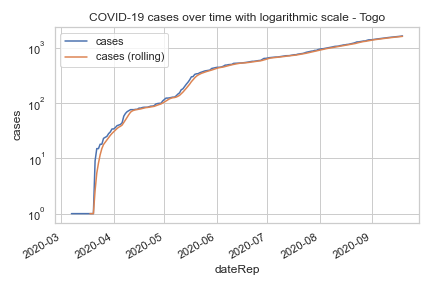 COVID-19 cases over time with logarithmic scale - Togo
cases
cases (rolling)
10³
10²
10¹
10⁰
cases
2020-03
2020-04
2020-05
2020-06
2020-07
2020-08
2020-09
dateRep